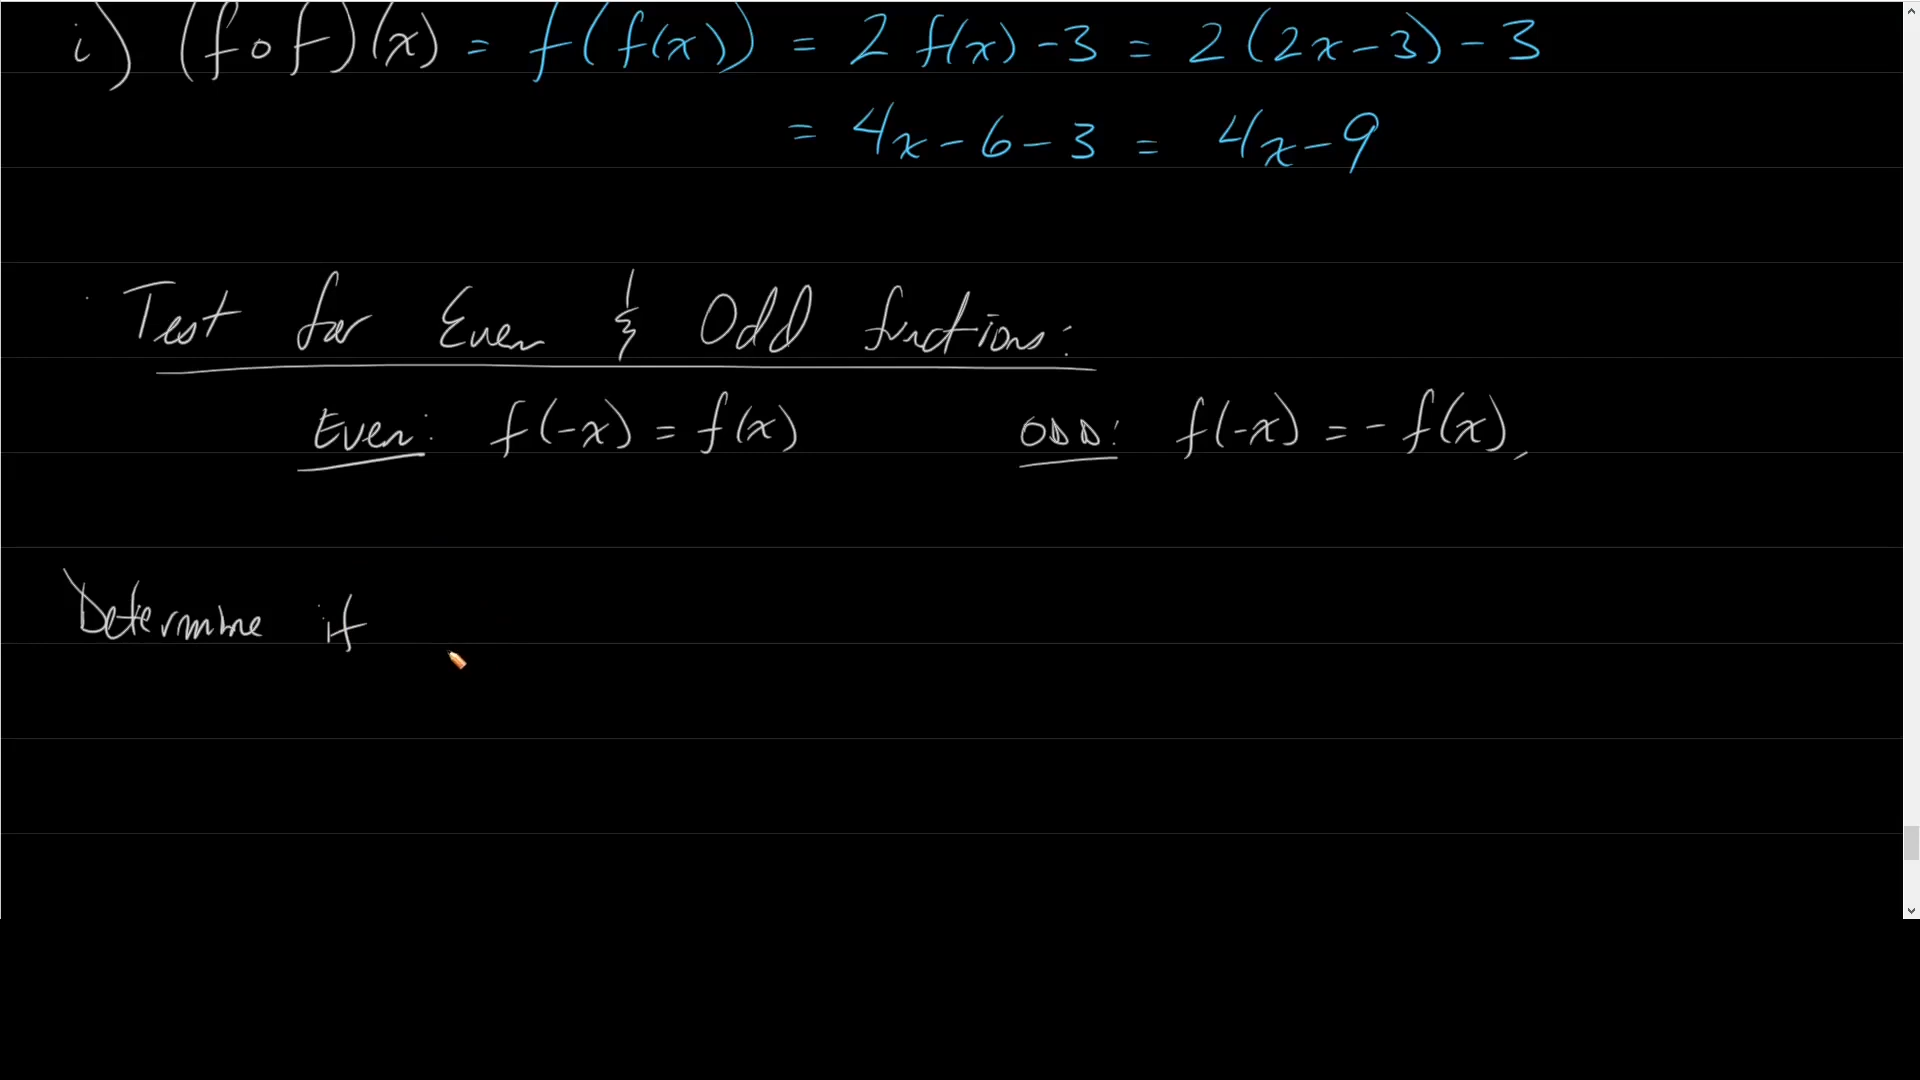 i) (f o f)(x) = f(f(x)) = 2 f(x) - 3 = 2(2x - 3) - 3
= 4x - 6 - 3 = 4x - 9
Test for Even & Odd functions:
Even: f(-x) = f(x) ODD: f(-x) = - f(x),
Determine if